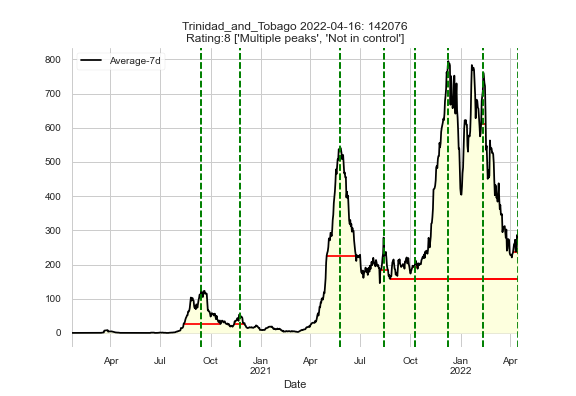 Trinidad_and_Tobago 2022-04-16: 142076
Rating:8 ['Multiple peaks', 'Not in control']
Average-7d
800
700
600
500
400
300
200
100
0
Apr Jul Oct Jan Apr Jul Oct Jan Apr
2021 2022
Date